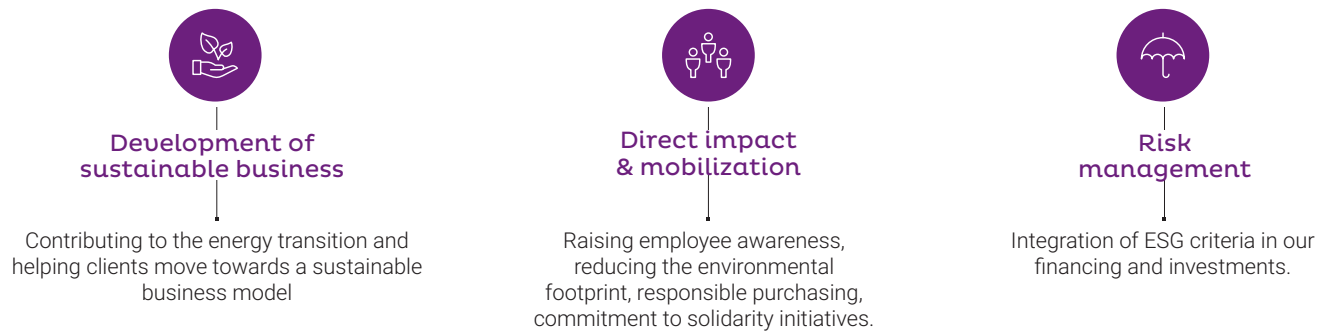 Development of
sustainable business
Contributing to the energy transition and
helping clients move towards a sustainable
business model
Direct impact
& mobilization
Raising employee awareness,
reducing the environmental
footprint, responsible purchasing,
commitment to solidarity initiatives.
Risk
management
Integration of ESG criteria in our
financing and investments.